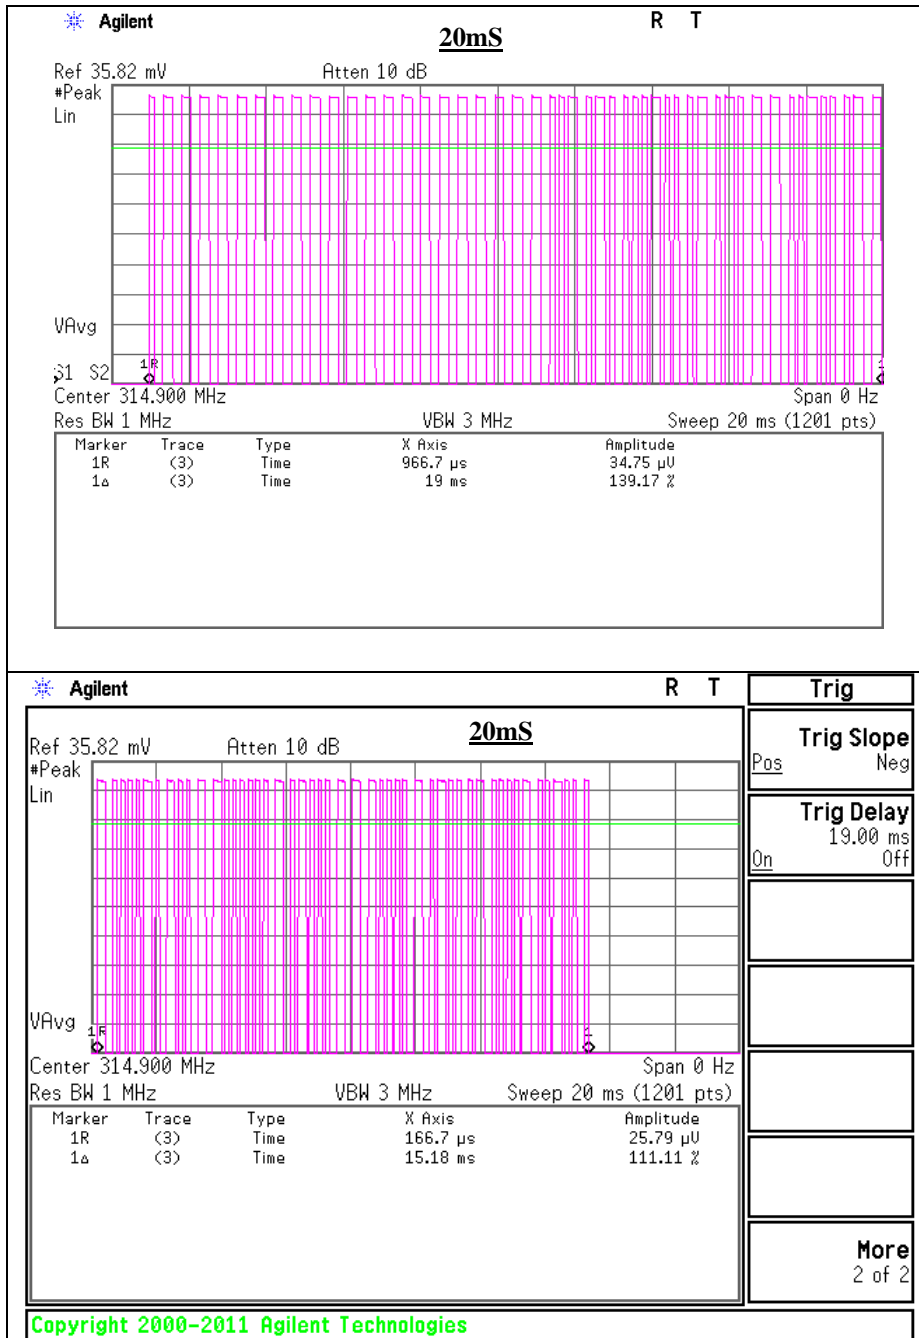 Agilent R T
20mS
Ref 35.82 mV Atten 10 dB
#Peak
Lin
VAvg
S1 S2
1R 1
Center 314.900 MHz Span 0 Hz
Res BW 1 MHz VBW 3 MHz Sweep 20 ms (1201 pts)
Marker Trace Type X Axis Amplitude
1R (3) Time 966.7 µs 34.75 µV
1Δ (3) Time 19 ms 139.17 %
Agilent R T
20mS
Ref 35.82 mV Atten 10 dB
#Peak
Lin
VAvg
1R 1
Center 314.900 MHz Span 0 Hz
Res BW 1 MHz VBW 3 MHz Sweep 20 ms (1201 pts)
Marker Trace Type X Axis Amplitude
1R (3) Time 166.7 µs 25.79 µV
1Δ (3) Time 15.18 ms 111.11 %
Trig
Trig Slope
Pos Neg
Trig Delay
19.00 ms
On Off
More
2 of 2
Copyright 2000-2011 Agilent Technologies